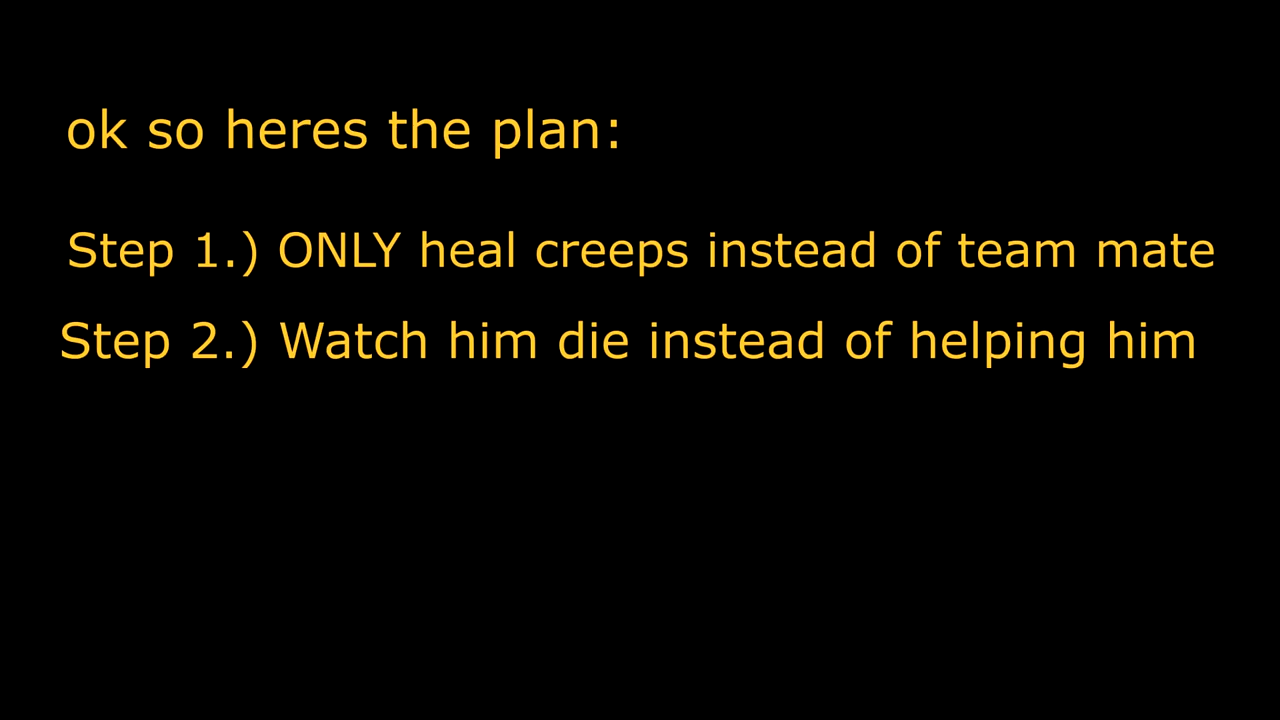 ok so heres the plan:
Step 1.) ONLY heal creeps instead of team mate
Step 2.) Watch him die instead of helping him